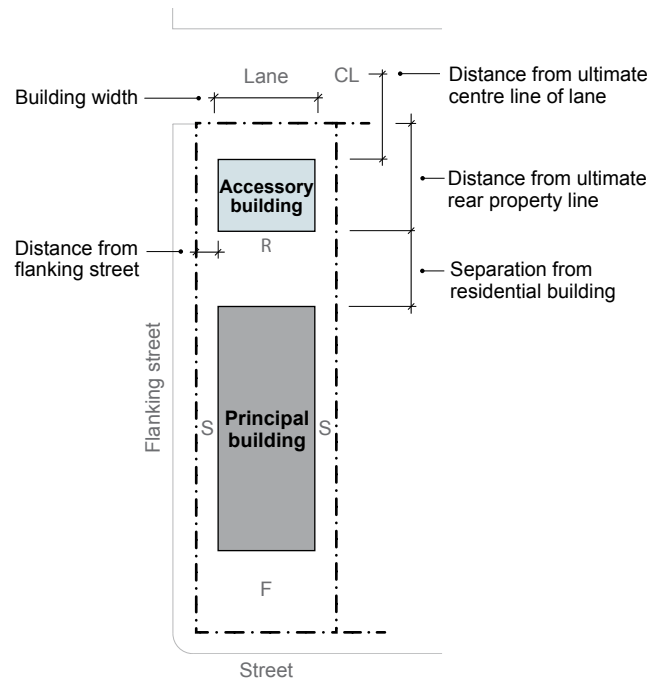 Lane
CL
Distance from ultimate
centre line of lane
Building width
Accessory
building
Distance from ultimate
rear property line
Distance from
flanking street
R
Separation from
residential building
Flanking street
S
Principal
building
S
F
Street